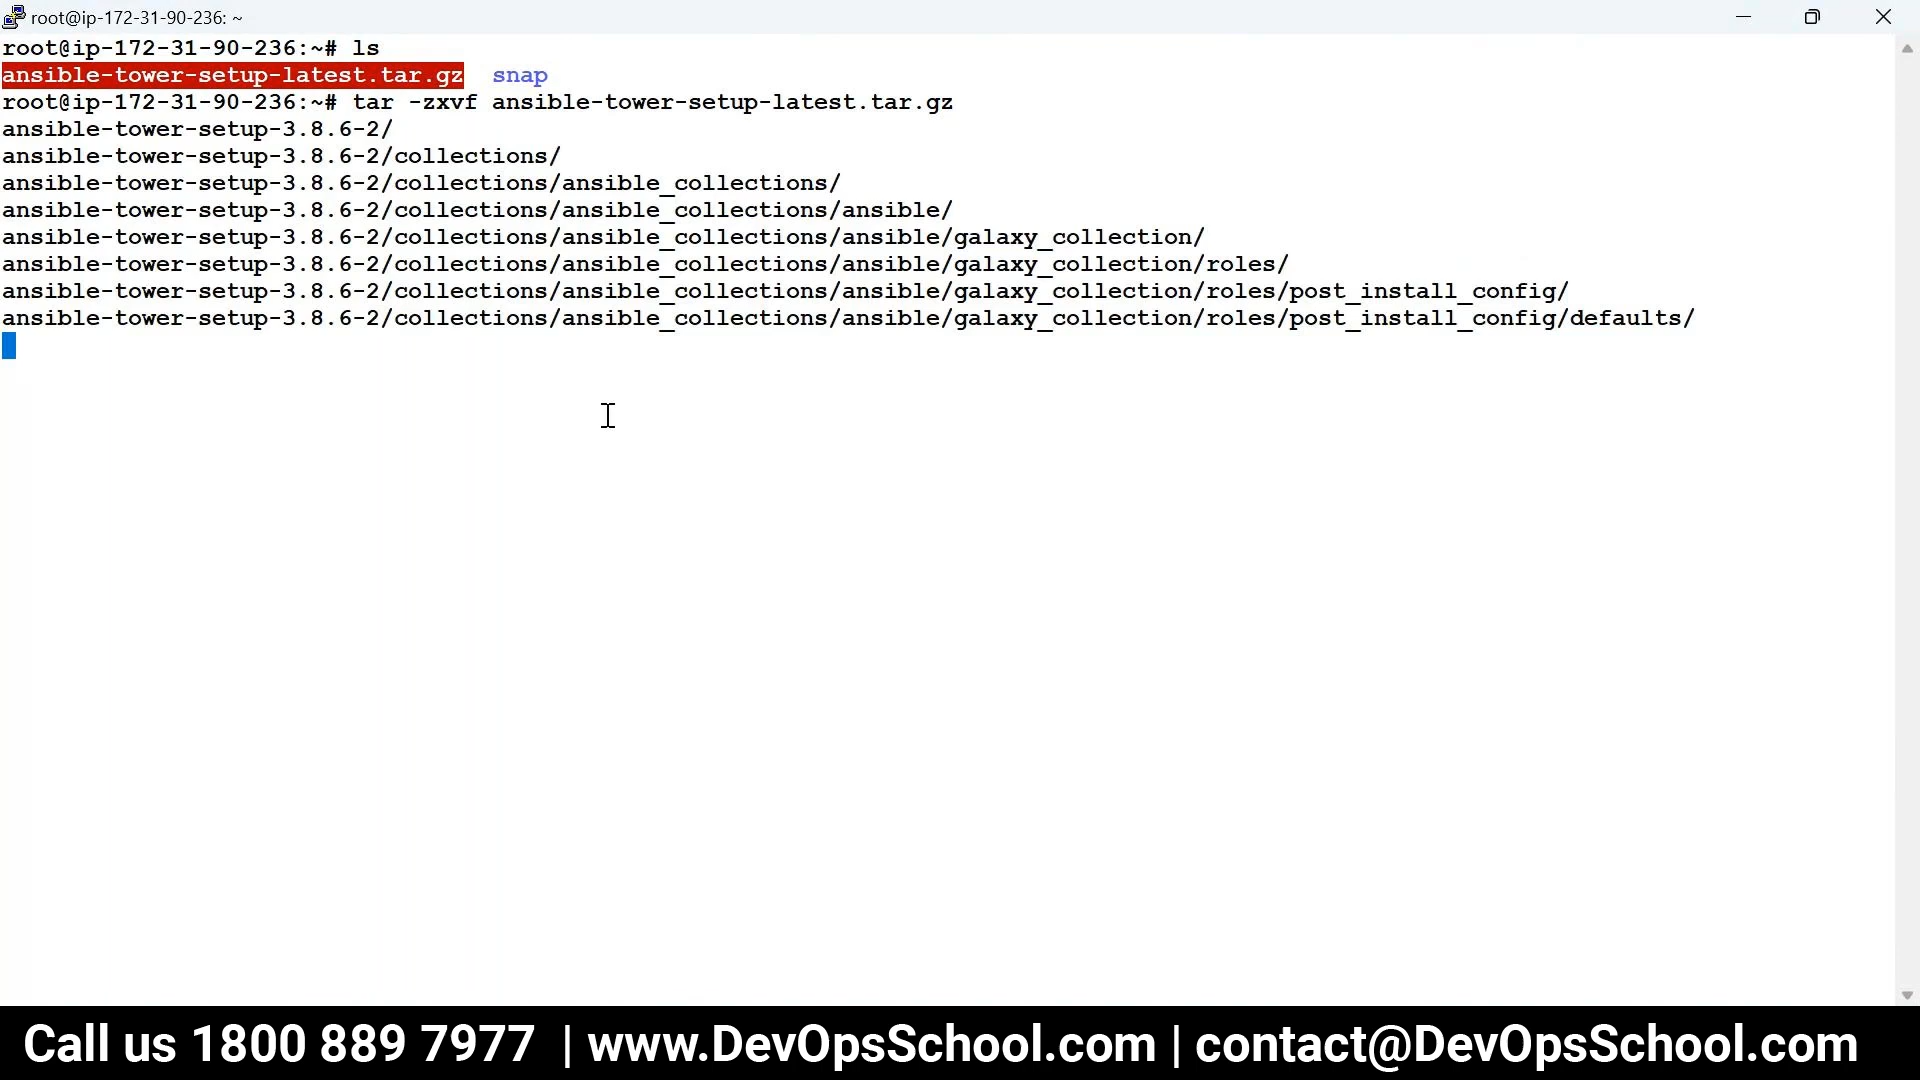 root@ip-172-31-90-236: ~
root@ip-172-31-90-236:~# ls
ansible-tower-setup-latest.tar.gz  snap
root@ip-172-31-90-236:~# tar -zxvf ansible-tower-setup-latest.tar.gz
ansible-tower-setup-3.8.6-2/
ansible-tower-setup-3.8.6-2/collections/
ansible-tower-setup-3.8.6-2/collections/ansible_collections/
ansible-tower-setup-3.8.6-2/collections/ansible_collections/ansible/
ansible-tower-setup-3.8.6-2/collections/ansible_collections/ansible/galaxy_collection/
ansible-tower-setup-3.8.6-2/collections/ansible_collections/ansible/galaxy_collection/roles/
ansible-tower-setup-3.8.6-2/collections/ansible_collections/ansible/galaxy_collection/roles/post_install_config/
ansible-tower-setup-3.8.6-2/collections/ansible_collections/ansible/galaxy_collection/roles/post_install_config/defaults/
Call us 1800 889 7977 | www.DevOpsSchool.com | contact@DevOpsSchool.com